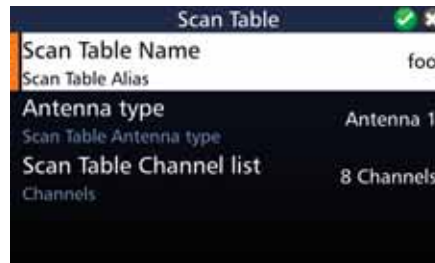 Scan Table
Scan Table Name
foo
Scan Table Alias
Antenna type
Antenna 1
Scan Table Antenna type
Scan Table Channel list
8 Channels
Channels